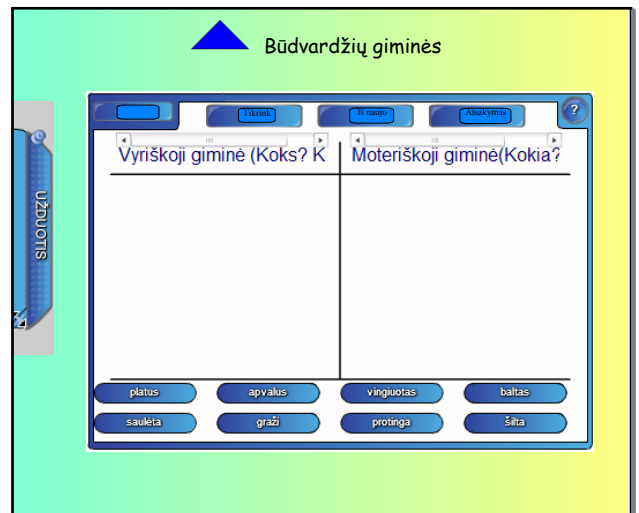 Būdvardžių giminės
UŽDUOTIS
Tikrink Iš naujo Atsakymas ?
Vyriškoji giminė (Koks? K Moteriškoji giminė(Kokia?
platus apvalus vingiuotas baltas
saulėta graži protinga šilta